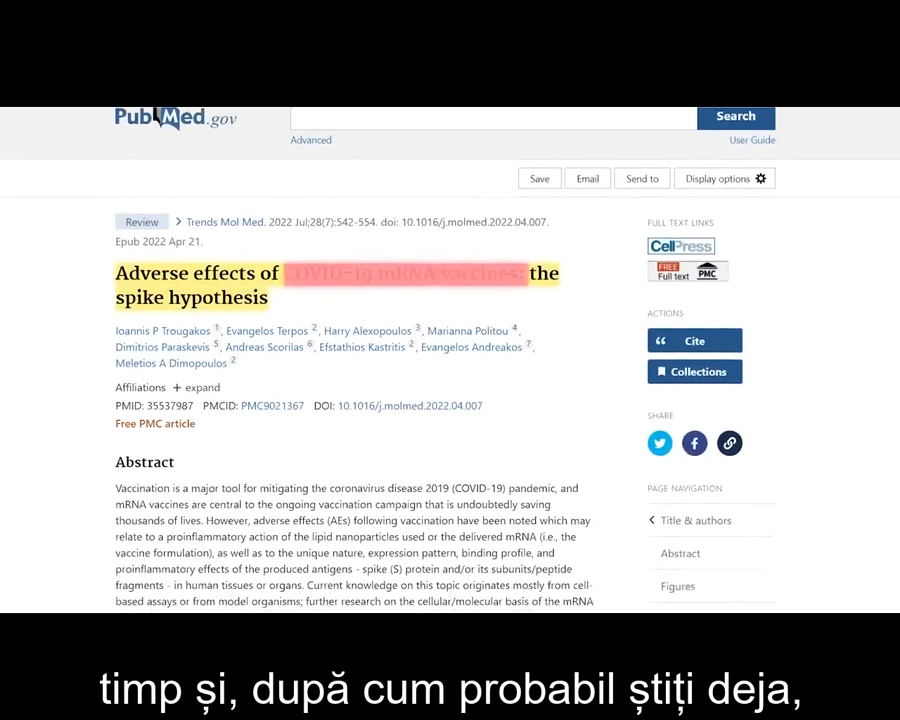 PubMed.gov
Search
Advanced
User Guide
Save
Email
Send to
Display options
Review
Trends Mol Med. 2022 Jul;28(7):542-554. doi: 10.1016/j.molmed.2022.04.007.
Epub 2022 Apr 21.
Adverse effects of COVID-19 mRNA vaccines: the
spike hypothesis
Ioannis P Trougakos 1, Evangelos Terpos 2, Harry Alexopoulos 3, Marianna Politou 4,
Dimitrios Paraskevis 5, Andreas Scorilas 6, Efstathios Kastritis 2, Evangelos Andreakos 7,
Meletios A Dimopoulos 2
Affiliations + expand
PMID: 35537987 PMCID: PMC9021367 DOI: 10.1016/j.molmed.2022.04.007
Free PMC article
Abstract
Vaccination is a major tool for mitigating the coronavirus disease 2019 (COVID-19) pandemic, and
mRNA vaccines are central to the ongoing vaccination campaign that is undoubtedly saving
thousands of lives. However, adverse effects (AEs) following vaccination have been noted which may
relate to a proinflammatory action of the lipid nanoparticles used or the delivered mRNA (i.e., the
vaccine formulation), as well as to the unique nature, expression pattern, binding profile, and
proinflammatory effects of the produced antigens - spike (S) protein and/or its subunits/peptide
fragments - in human tissues or organs. Current knowledge on this topic originates mostly from cell-
based assays or from model organisms; further research on the cellular/molecular basis of the mRNA
FULL TEXT LINKS
CellPress
FREE
Full text
PMC
ACTIONS
Cite
Collections
SHARE
PAGE NAVIGATION
Title & authors
Abstract
Figures
timp și, după cum probabil știți deja,